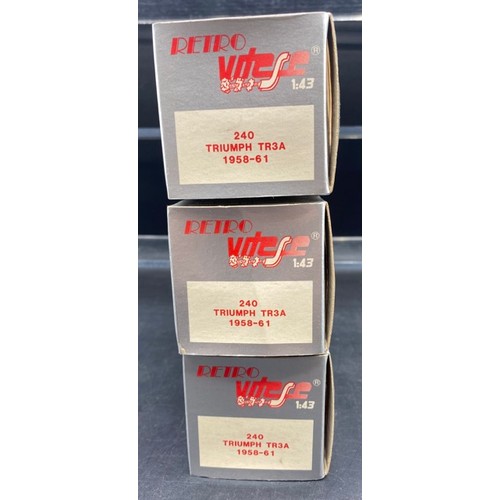 RETRO
Vitesse®
1:43
240
TRIUMPH TR3A
1958-61
RETRO
Vitesse®
1:43
240
TRIUMPH TR3A
1958-61
RETRO
Vitesse®
1:43
240
TRIUMPH TR3A
1958-61